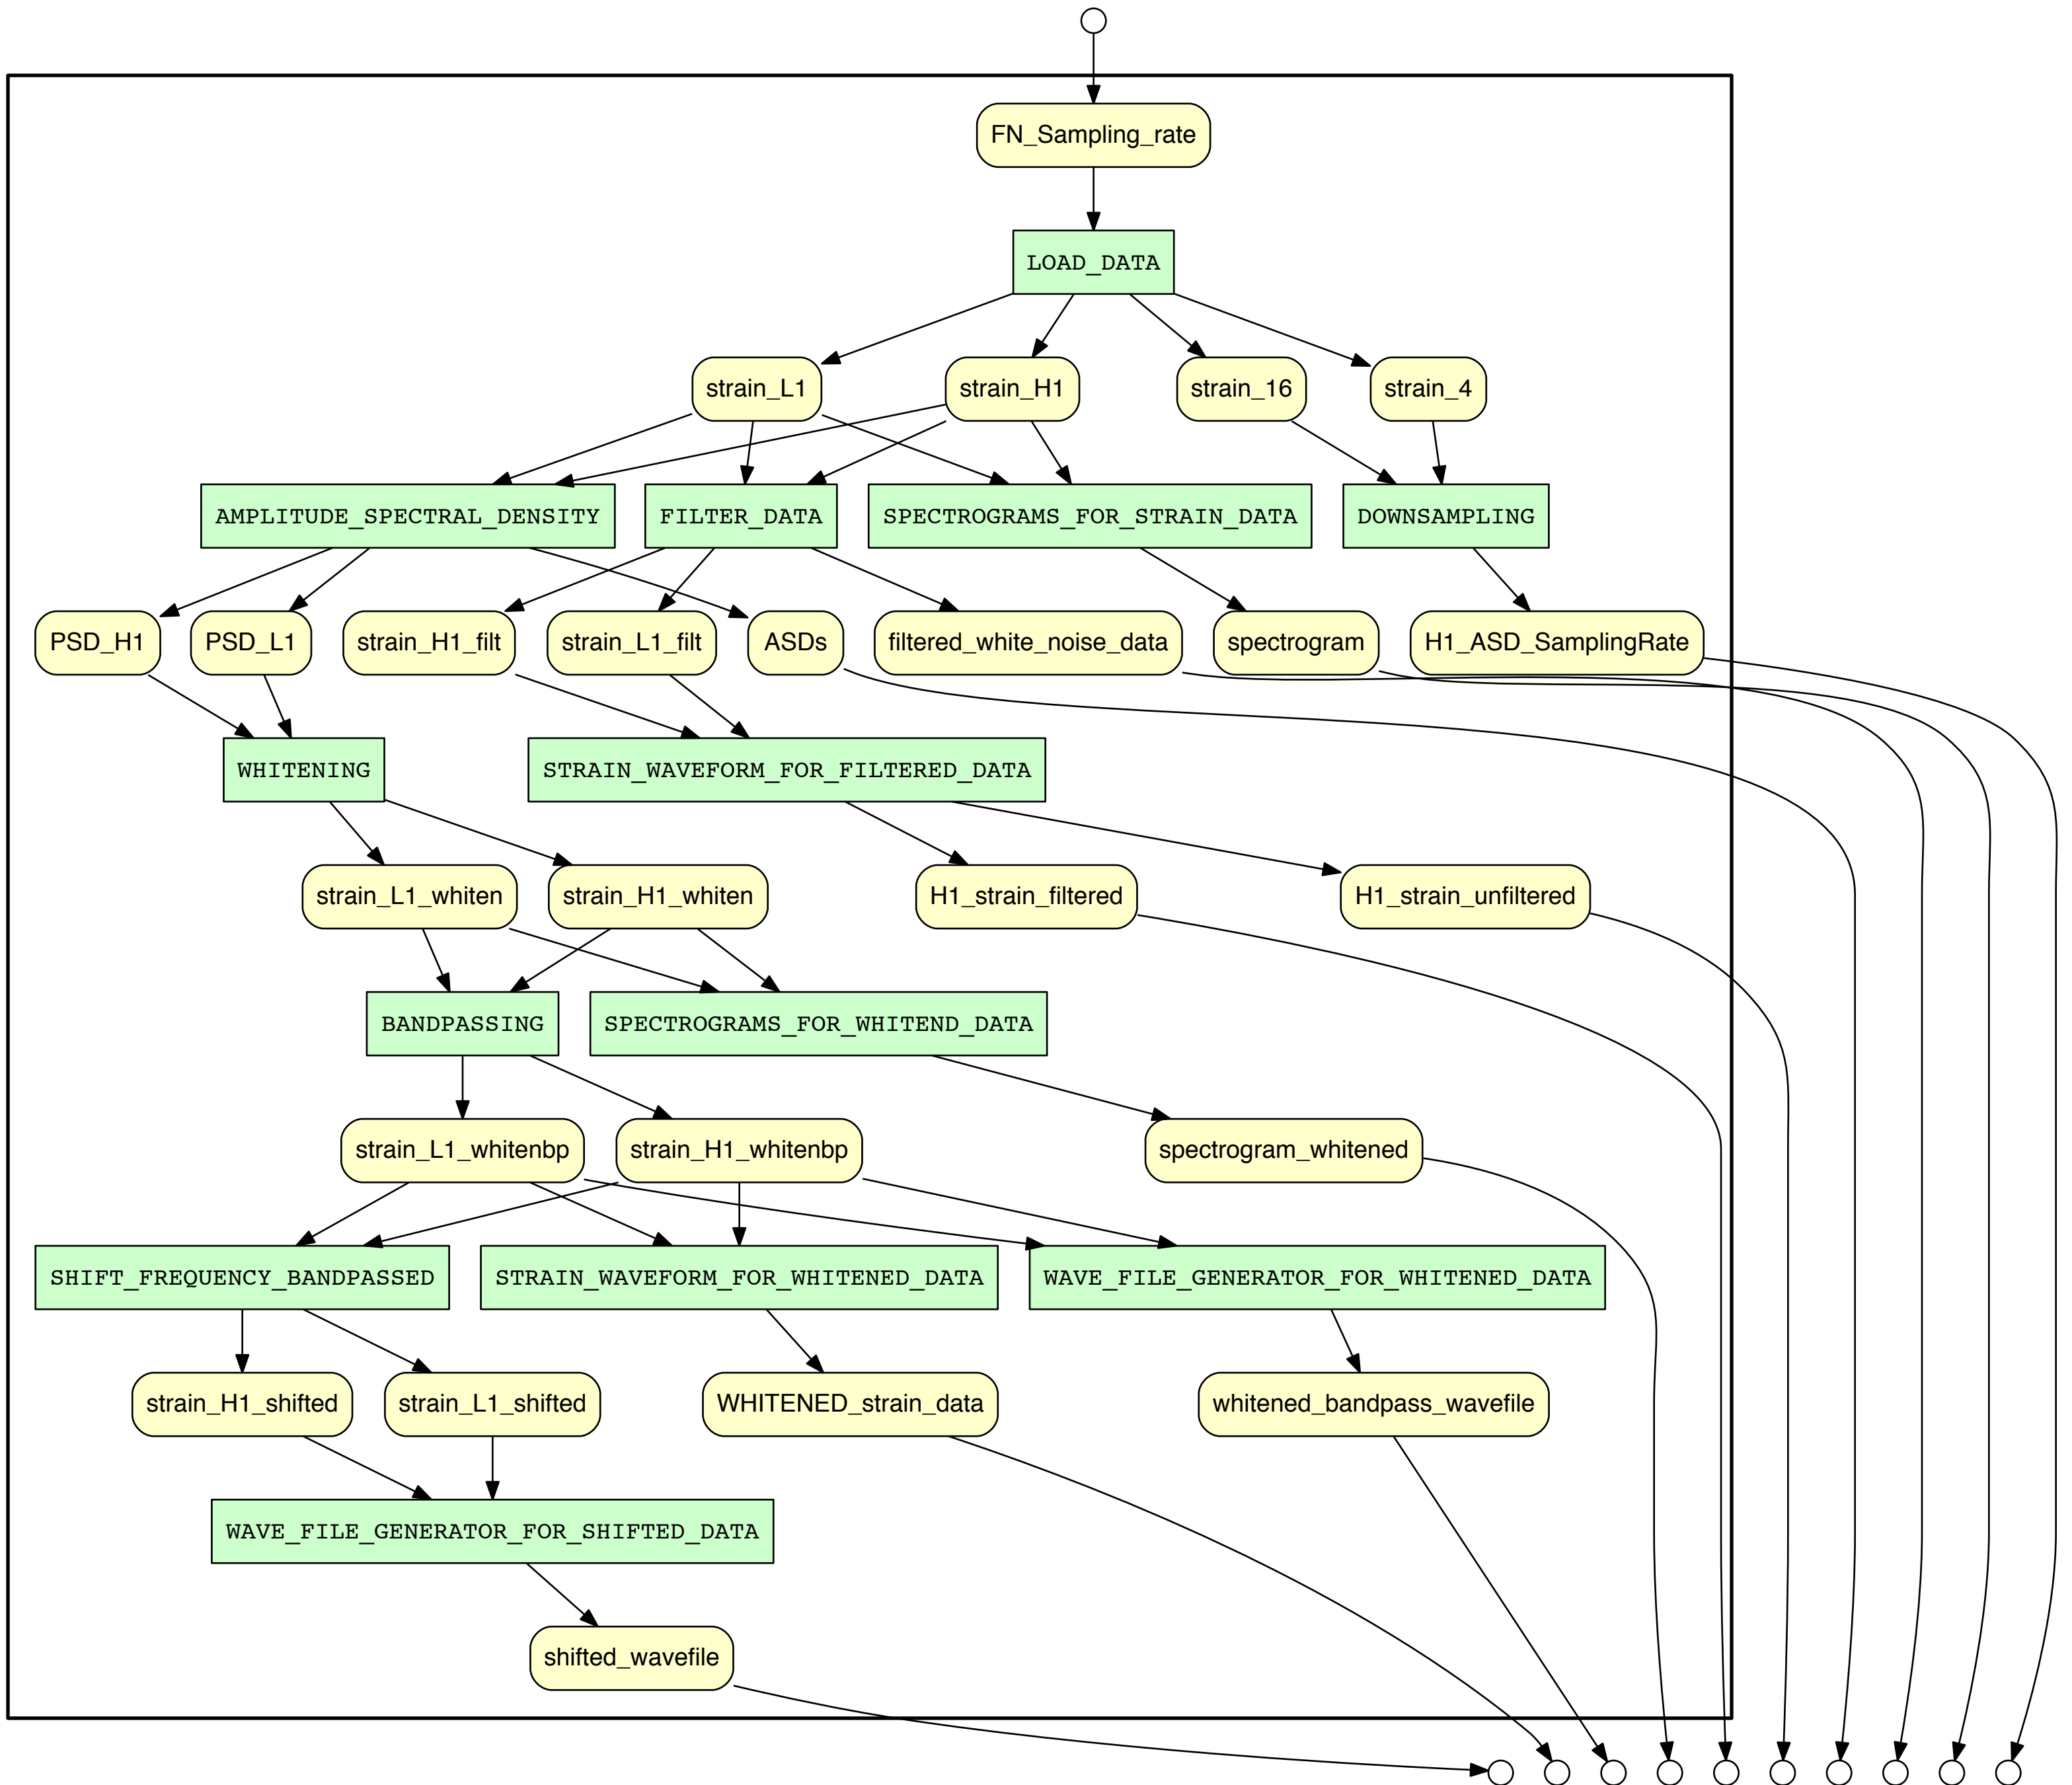 FN_Sampling_rate
LOAD_DATA
strain_L1
strain_H1
strain_16
strain_4
AMPLITUDE_SPECTRAL_DENSITY
FILTER_DATA
SPECTROGRAMS_FOR_STRAIN_DATA
DOWNSAMPLING
PSD_H1
PSD_L1
strain_H1_filt
strain_L1_filt
ASDs
filtered_white_noise_data
spectrogram
H1_ASD_SamplingRate
WHITENING
STRAIN_WAVEFORM_FOR_FILTERED_DATA
strain_L1_whiten
strain_H1_whiten
H1_strain_filtered
H1_strain_unfiltered
BANDPASSING
SPECTROGRAMS_FOR_WHITEND_DATA
strain_L1_whitenbp
strain_H1_whitenbp
spectrogram_whitened
SHIFT_FREQUENCY_BANDPASSED
STRAIN_WAVEFORM_FOR_WHITENED_DATA
WAVE_FILE_GENERATOR_FOR_WHITENED_DATA
strain_H1_shifted
strain_L1_shifted
WHITENED_strain_data
whitened_bandpass_wavefile
WAVE_FILE_GENERATOR_FOR_SHIFTED_DATA
shifted_wavefile